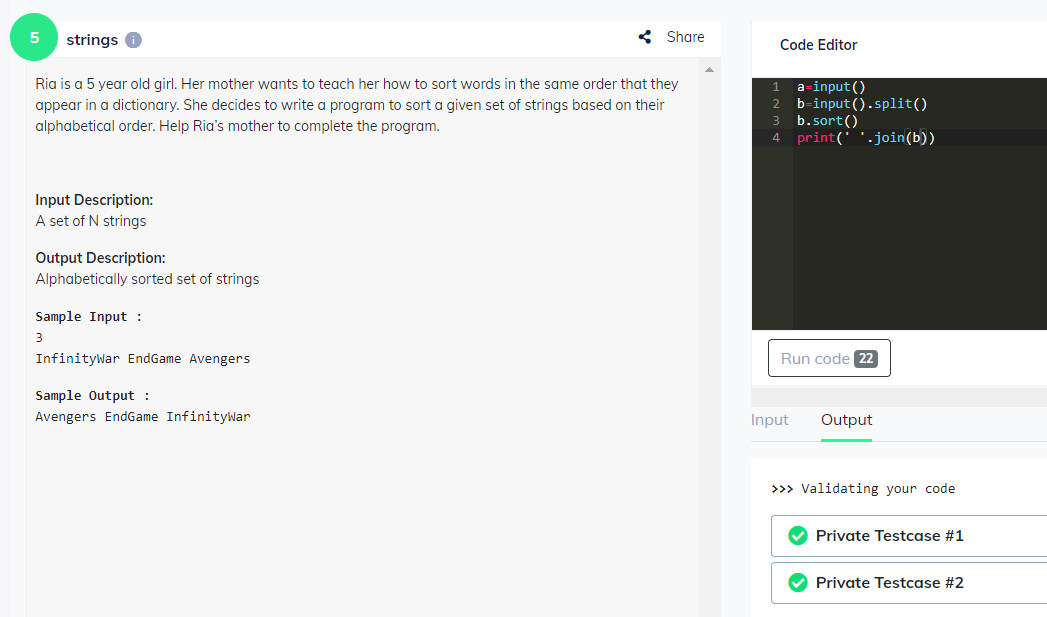 5
strings i
Share
Ria is a 5 year old girl. Her mother wants to teach her how to sort words in the same order that they
appear in a dictionary. She decides to write a program to sort a given set of strings based on their
alphabetical order. Help Ria’s mother to complete the program.
Input Description:
A set of N strings
Output Description:
Alphabetically sorted set of strings
Sample Input :
3
InfinityWar EndGame Avengers
Sample Output :
Avengers EndGame InfinityWar
Code Editor
1 a=input()
2 b=input().split()
3 b.sort()
4 print(' '.join(b))
Run code 22
Input Output
>>> Validating your code
Private Testcase #1
Private Testcase #2